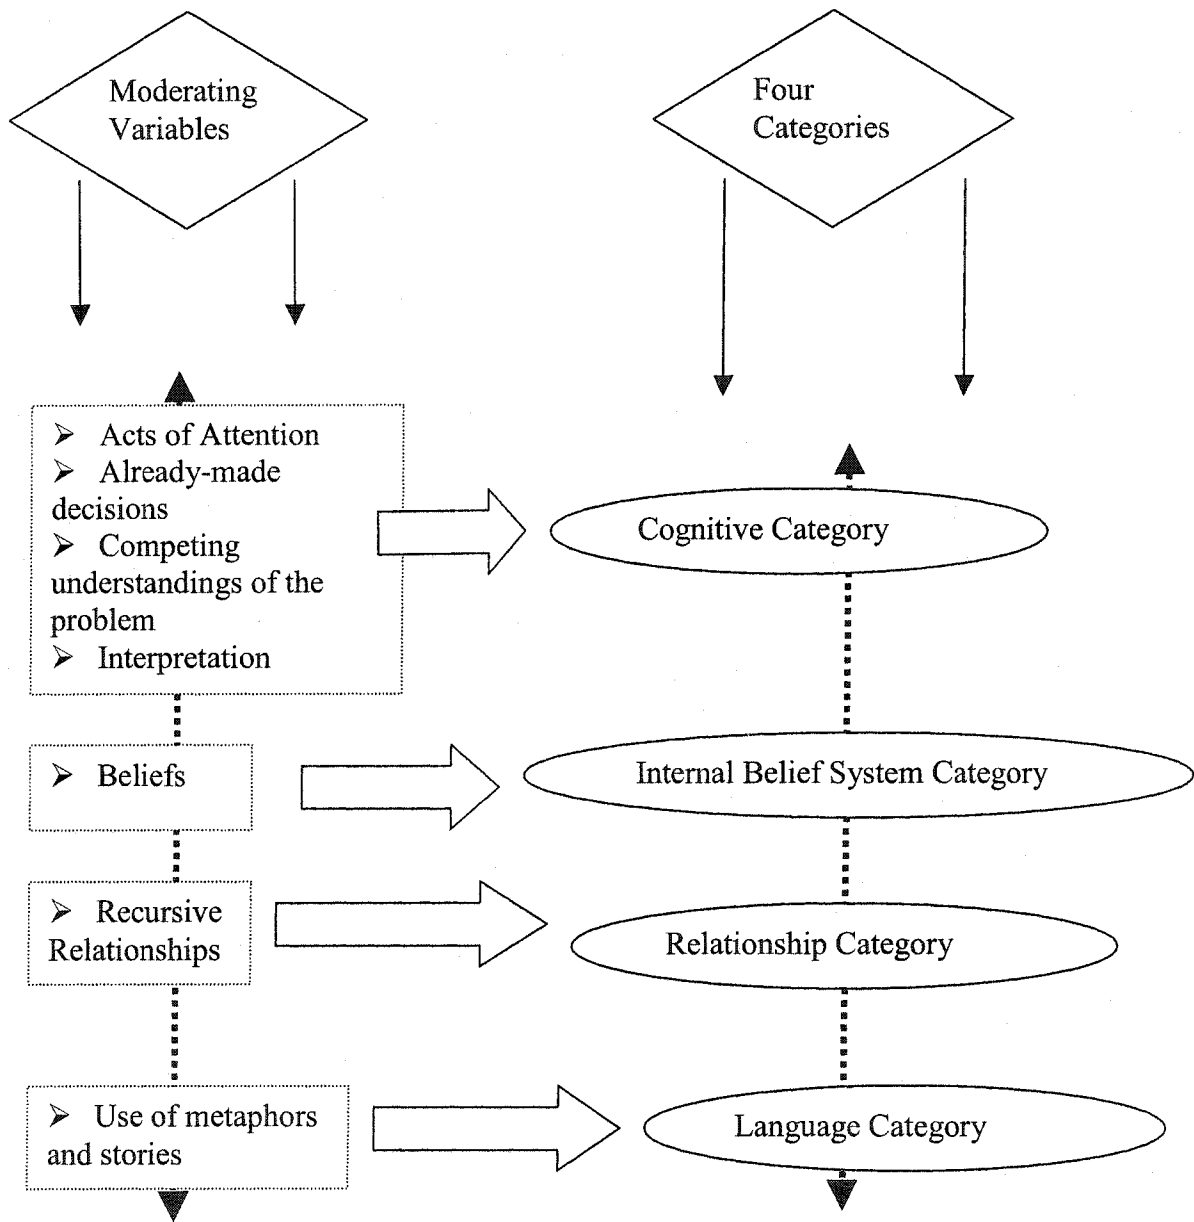 Moderating
Variables
Four
Categories
➢ Acts of Attention
➢ Already-made
decisions
➢ Competing
understandings of the
problem
➢ Interpretation
Cognitive Category
➢ Beliefs
Internal Belief System Category
➢ Recursive
Relationships
Relationship Category
➢ Use of metaphors
and stories
Language Category